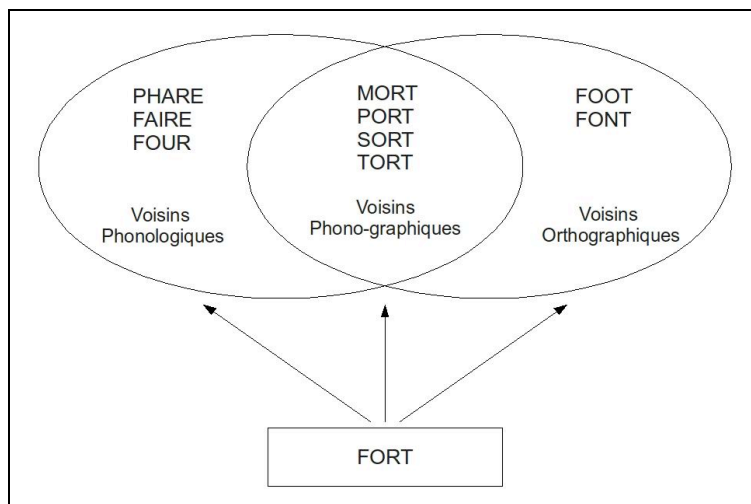 PHARE
FAIRE
FOUR
Voisins
Phonologiques
MORT
PORT
SORT
TORT
Voisins
Phono-graphiques
FOOT
FONT
Voisins
Orthographiques
FORT